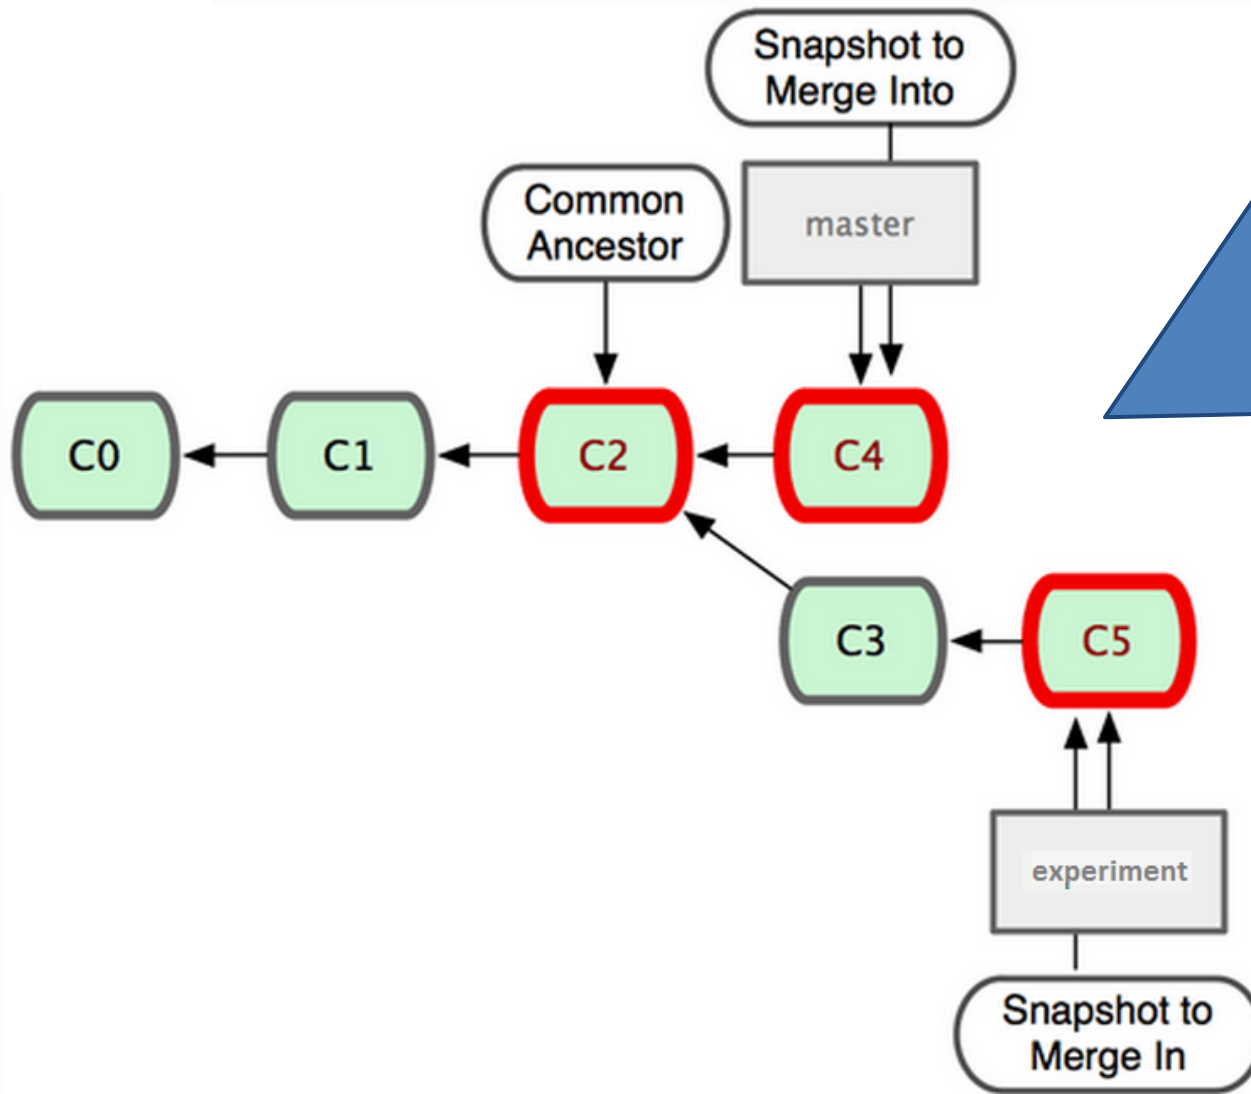 Snapshot to
Merge Into
Common
Ancestor
master
C0
C1
C2
C4
C3
C5
experiment
Snapshot to
Merge In